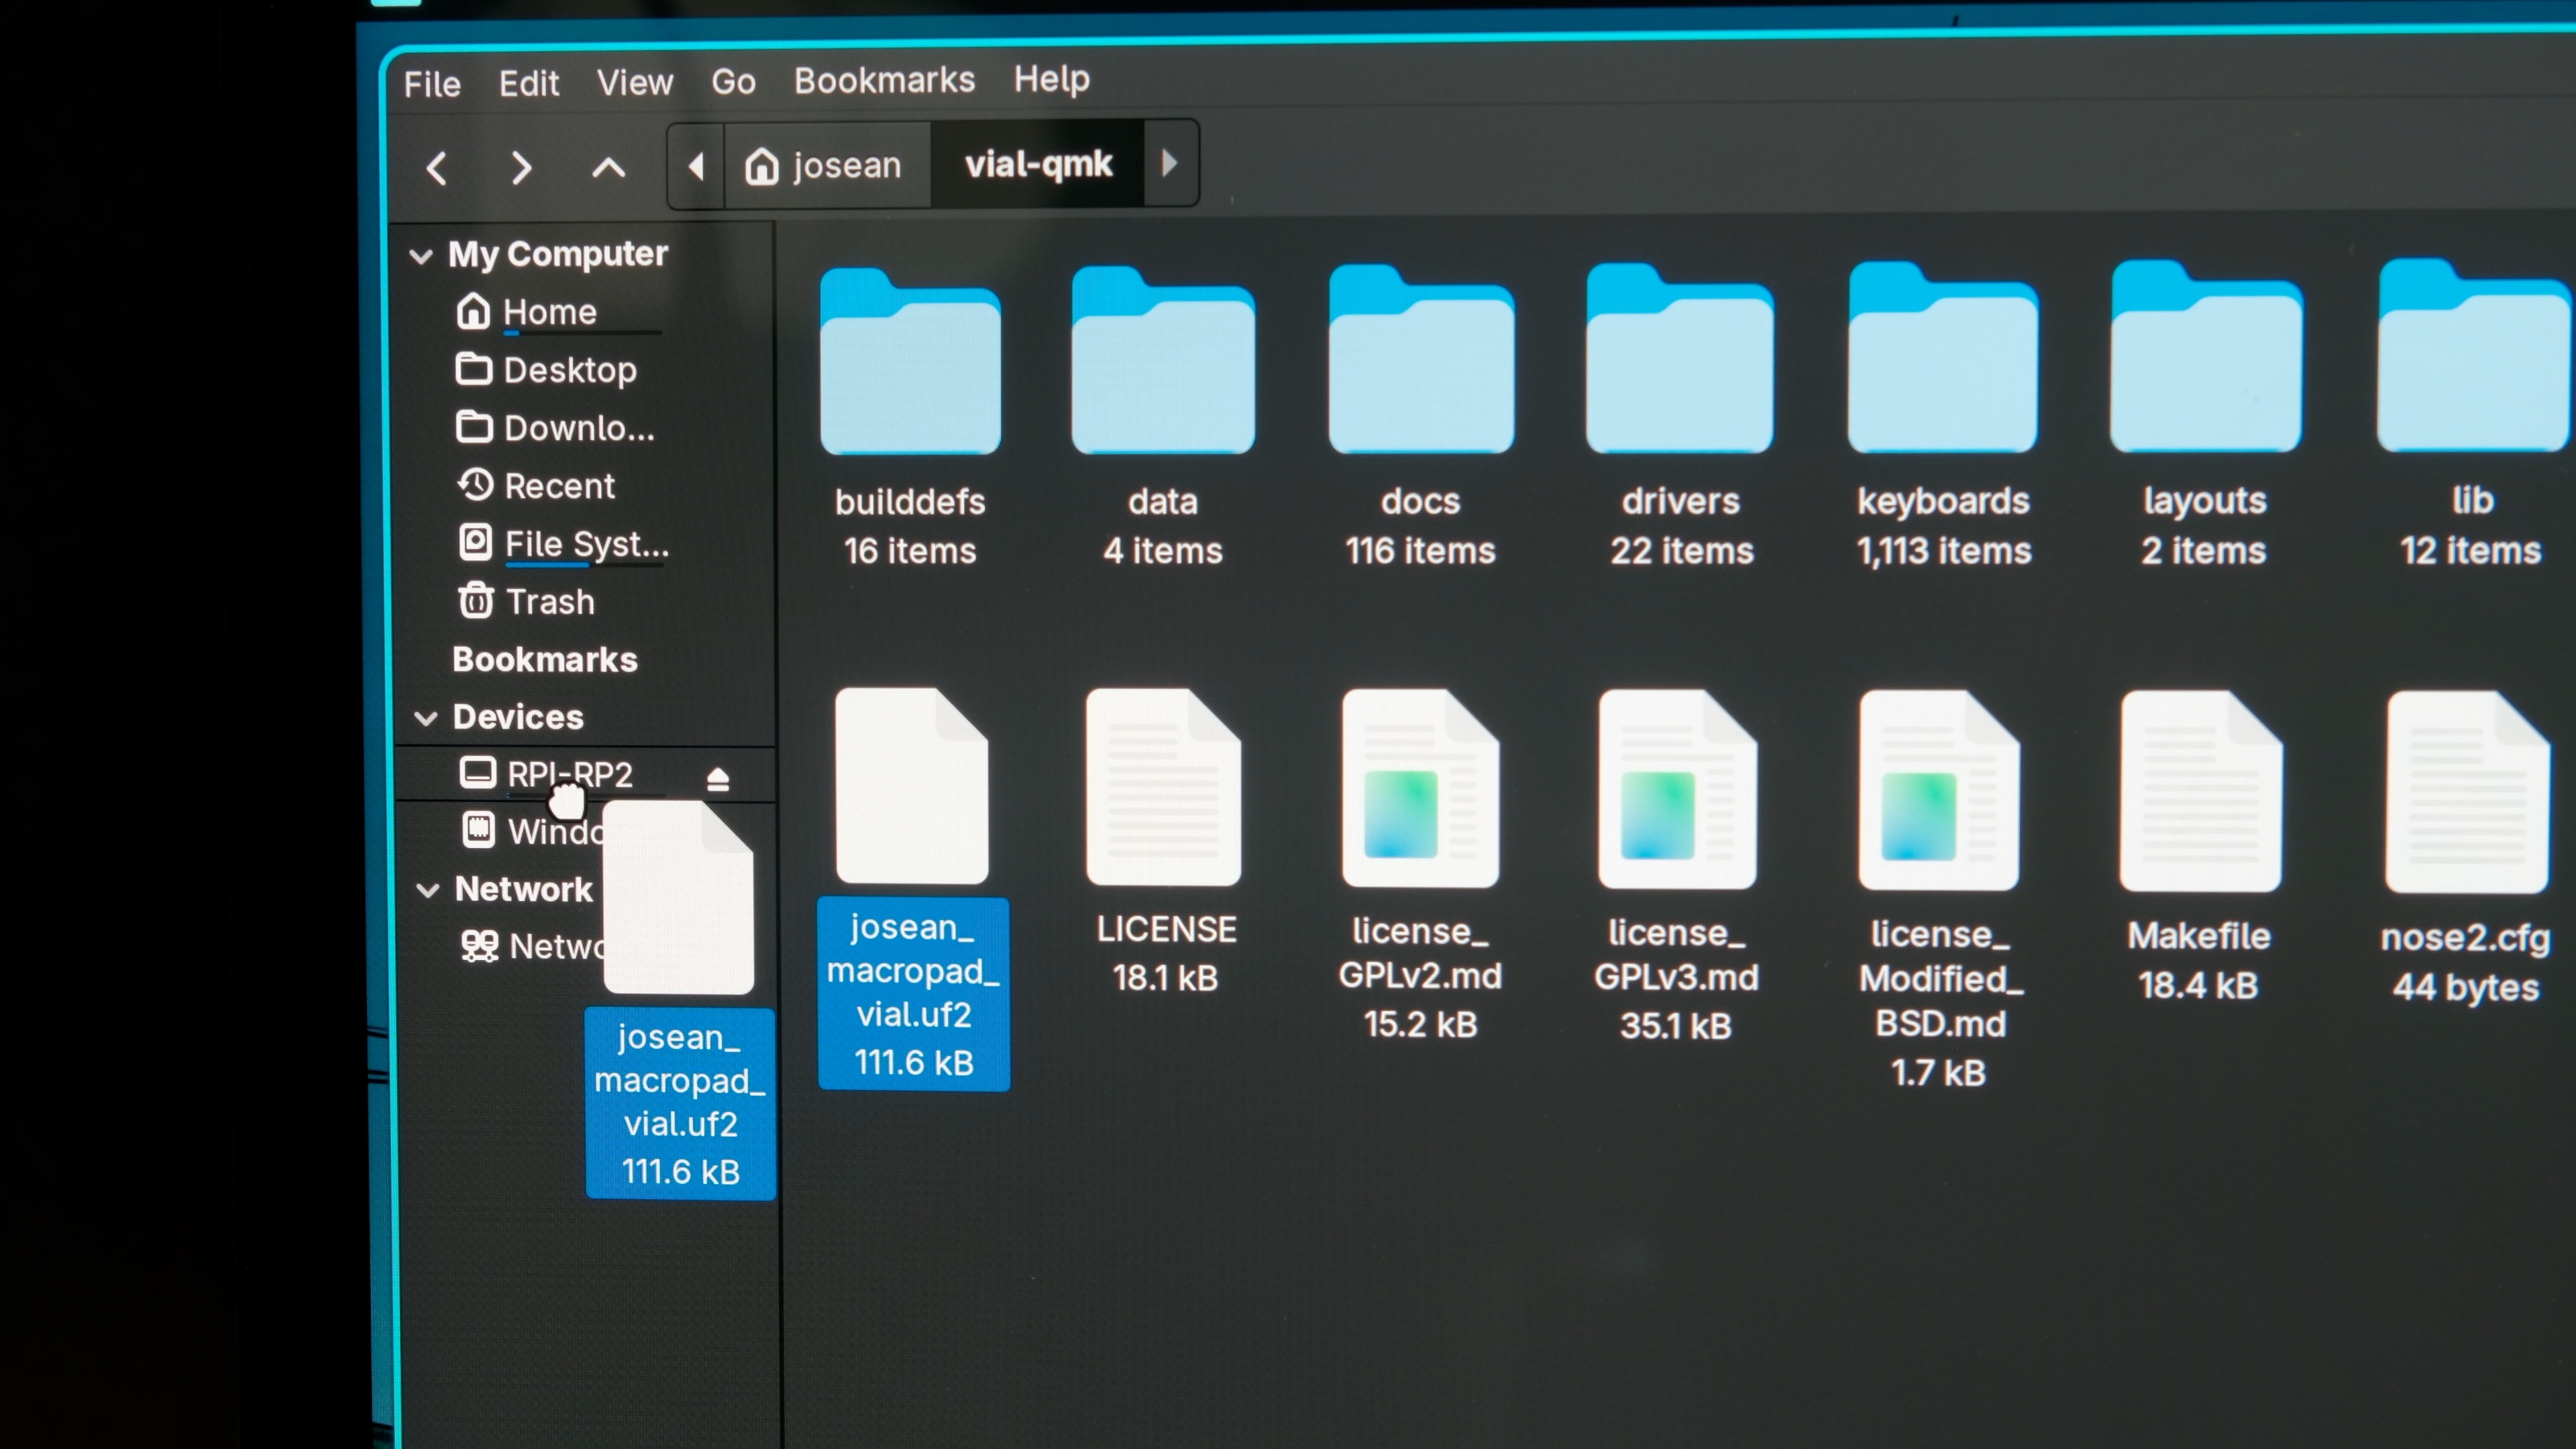 File Edit View Go Bookmarks Help
josean vial-qmk
My Computer
Home
Desktop
Downlo...
Recent
File Syst...
Trash
Bookmarks
Devices
RPI-RP2
Windo
Network
Netwo
josean_
macropad_
vial.uf2
111.6 kB
builddefs
16 items
data
4 items
docs
116 items
drivers
22 items
keyboards
1,113 items
layouts
2 items
lib
12 items
josean_
macropad_
vial.uf2
111.6 kB
LICENSE
18.1 kB
license_
GPLv2.md
15.2 kB
license_
GPLv3.md
35.1 kB
license_
Modified_
BSD.md
1.7 kB
Makefile
18.4 kB
nose2.cfg
44 bytes